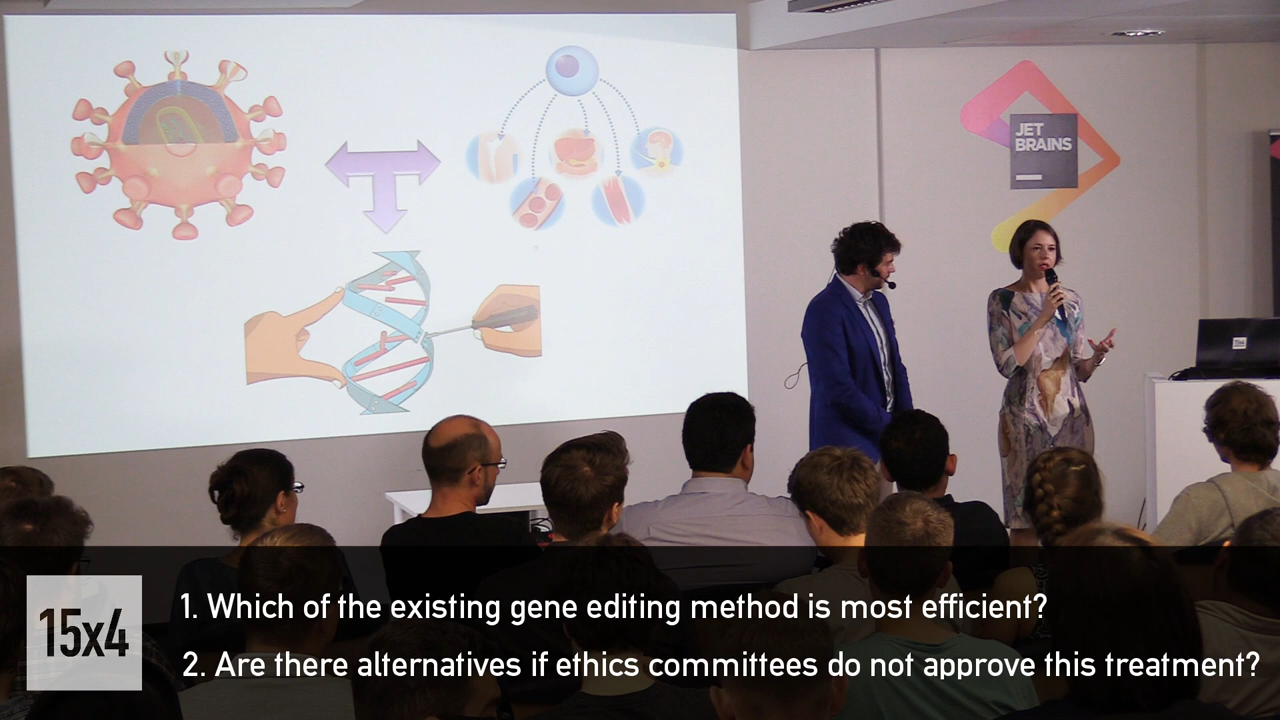 JET
BRAINS
15x4
1. Which of the existing gene editing method is most efficient?
2. Are there alternatives if ethics committees do not approve this treatment?